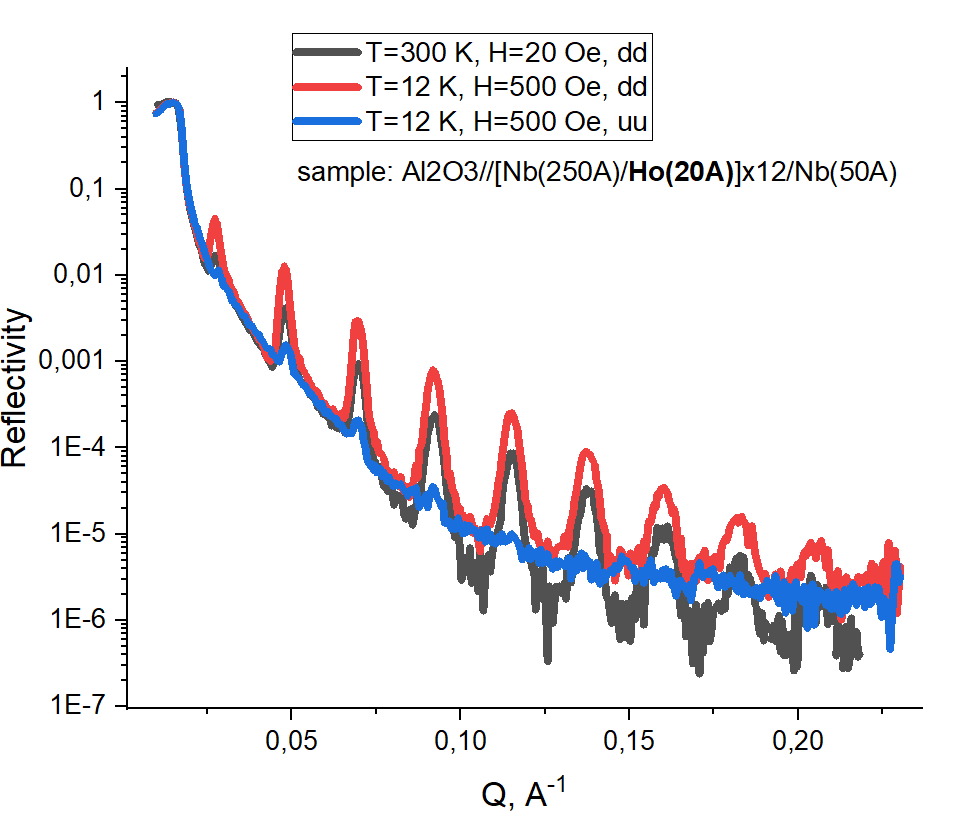 T=300 K, H=20 Oe, dd
T=12 K, H=500 Oe, dd
T=12 K, H=500 Oe, uu
sample: Al2O3//[Nb(250A)/Ho(20A)]x12/Nb(50A)
1
0,1
0,01
0,001
1E-4
1E-5
1E-6
1E-7
Reflectivity
0,05 0,10 0,15 0,20
Q, A⁻¹